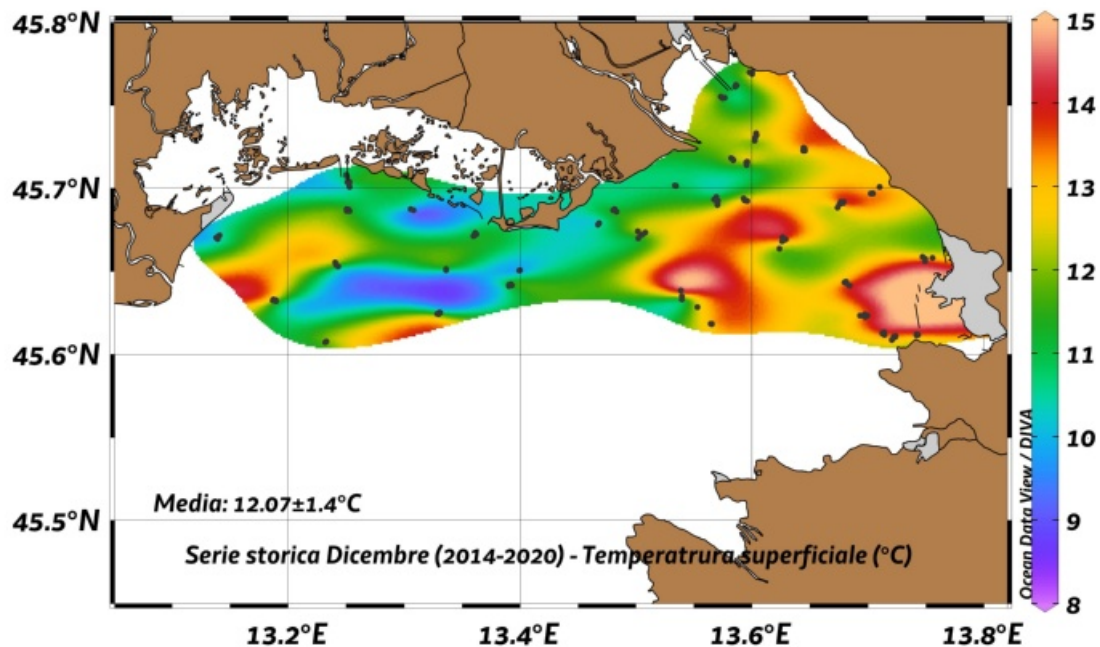 45.8°N
45.7°N
45.6°N
45.5°N
Media: 12.07±1.4°C
Serie storica Dicembre (2014-2020) - Temperatrura superficiale (°C)
13.2°E 13.4°E 13.6°E 13.8°E
15
14
13
12
11
10
9
8
Ocean Data View / DIVA